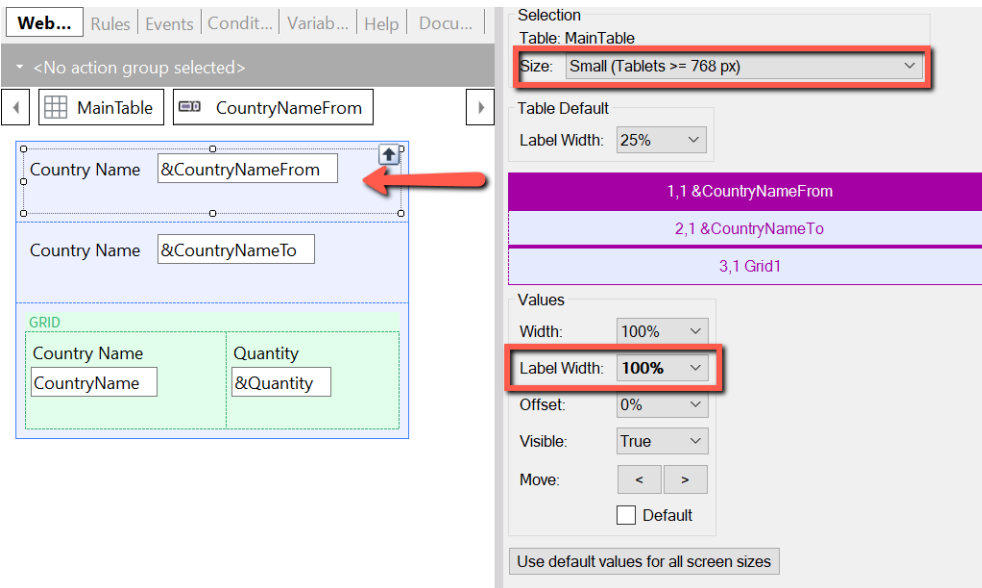 Web...
Rules
Events
Condit...
Variab...
Help
Docu...
<No action group selected>
MainTable
CountryNameFrom
Country Name
&CountryNameFrom
Country Name
&CountryNameTo
GRID
Country Name
Quantity
CountryName
&Quantity
Selection
Table: MainTable
Size: Small (Tablets >= 768 px)
Table Default
Label Width: 25%
1,1 &CountryNameFrom
2,1 &CountryNameTo
3,1 Grid1
Values
Width: 100%
Label Width: 100%
Offset: 0%
Visible: True
Move: < >
Default
Use default values for all screen sizes